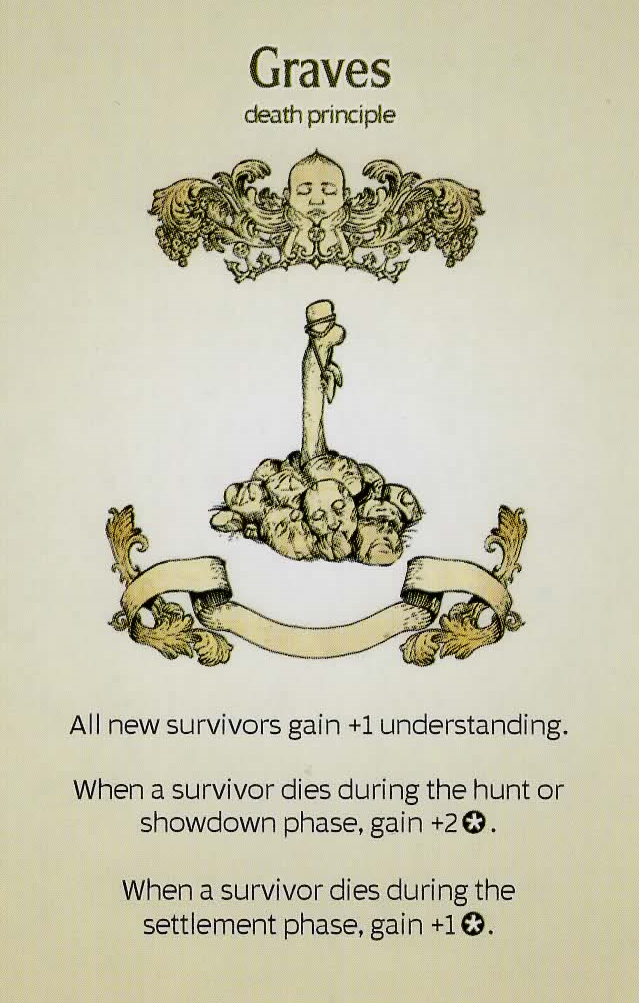 Graves
death principle
All new survivors gain +1 understanding.
When a survivor dies during the hunt or
showdown phase, gain +2 ✪.
When a survivor dies during the
settlement phase, gain +1 ✪.